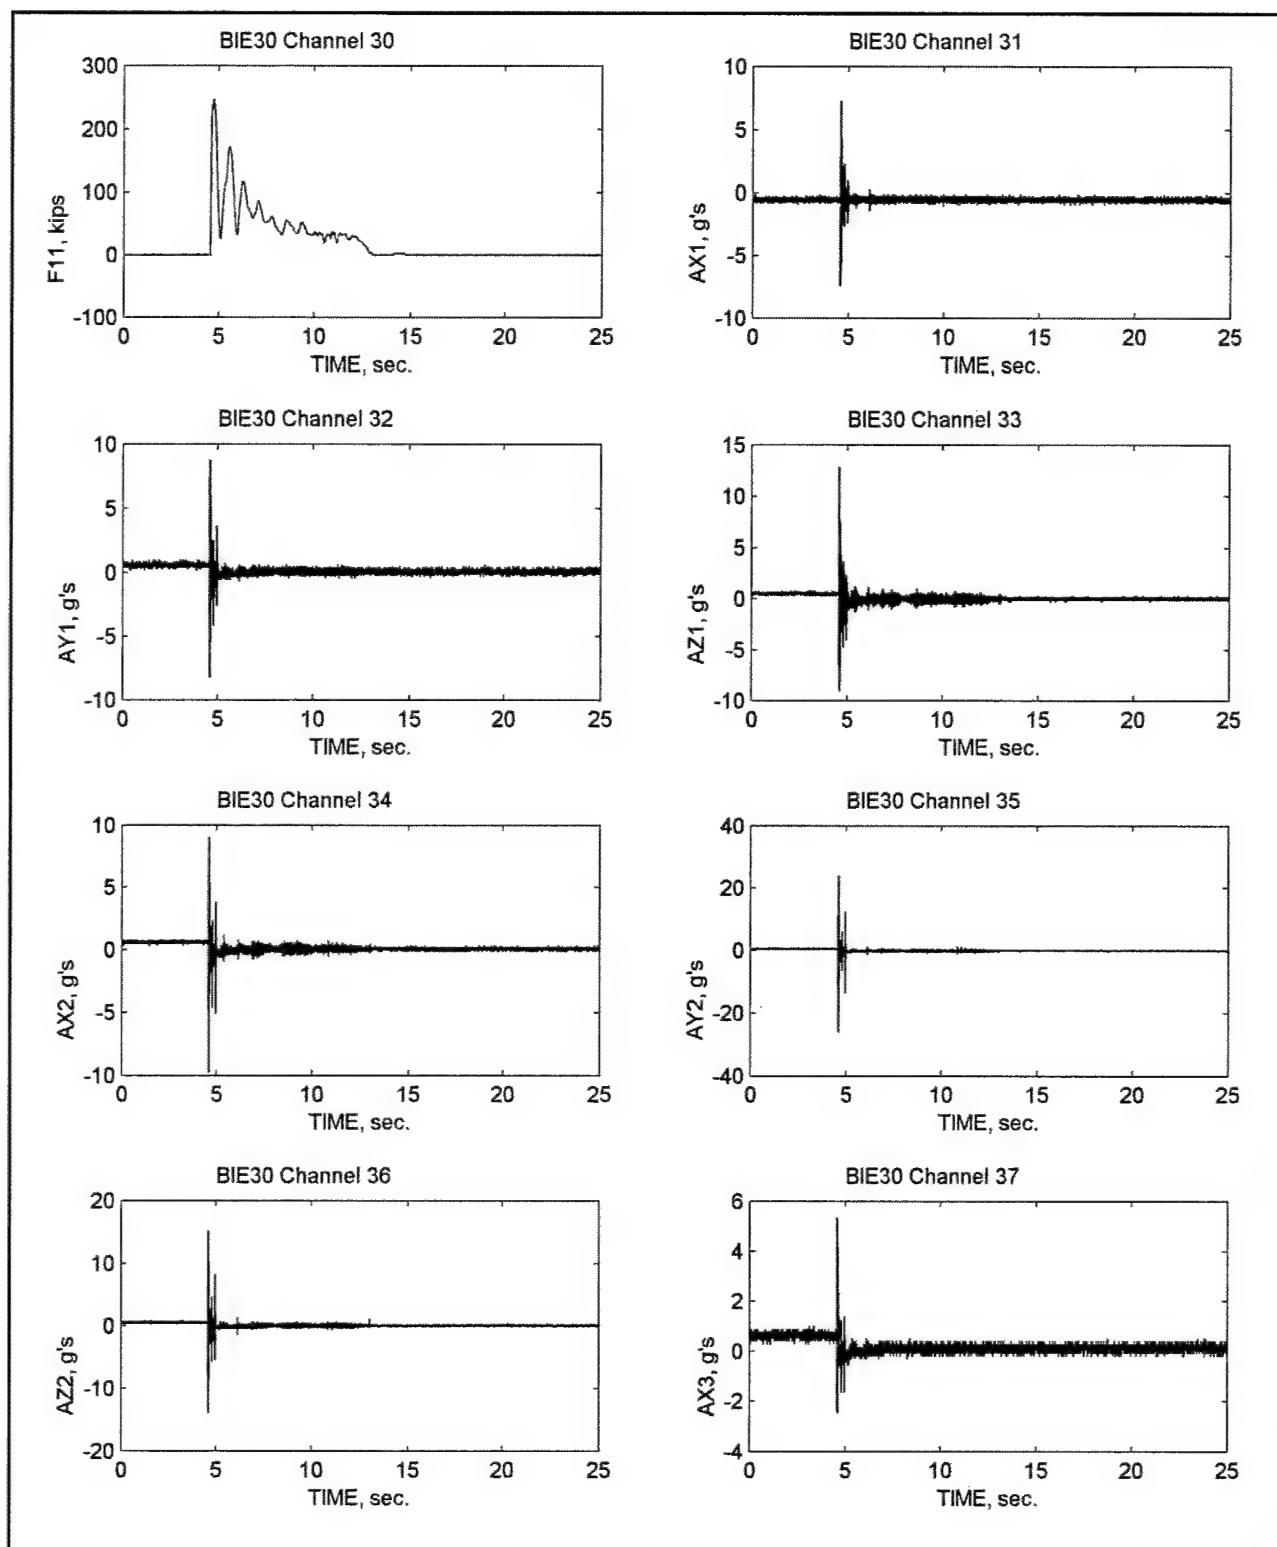 BIE30 Channel 30
300
200
100
0
-100
F11, kips
0 5 10 15 20 25
TIME, sec.
BIE30 Channel 31
10
5
0
-5
-10
AX1, g's
0 5 10 15 20 25
TIME, sec.
BIE30 Channel 32
10
5
0
-5
-10
AY1, g's
0 5 10 15 20 25
TIME, sec.
BIE30 Channel 33
15
10
5
0
-5
-10
AZ1, g's
0 5 10 15 20 25
TIME, sec.
BIE30 Channel 34
10
5
0
-5
-10
AX2, g's
0 5 10 15 20 25
TIME, sec.
BIE30 Channel 35
40
20
0
-20
-40
AY2, g's
0 5 10 15 20 25
TIME, sec.
BIE30 Channel 36
20
10
0
-10
-20
AZ2, g's
0 5 10 15 20 25
TIME, sec.
BIE30 Channel 37
6
4
2
0
-2
-4
AX3, g's
0 5 10 15 20 25
TIME, sec.